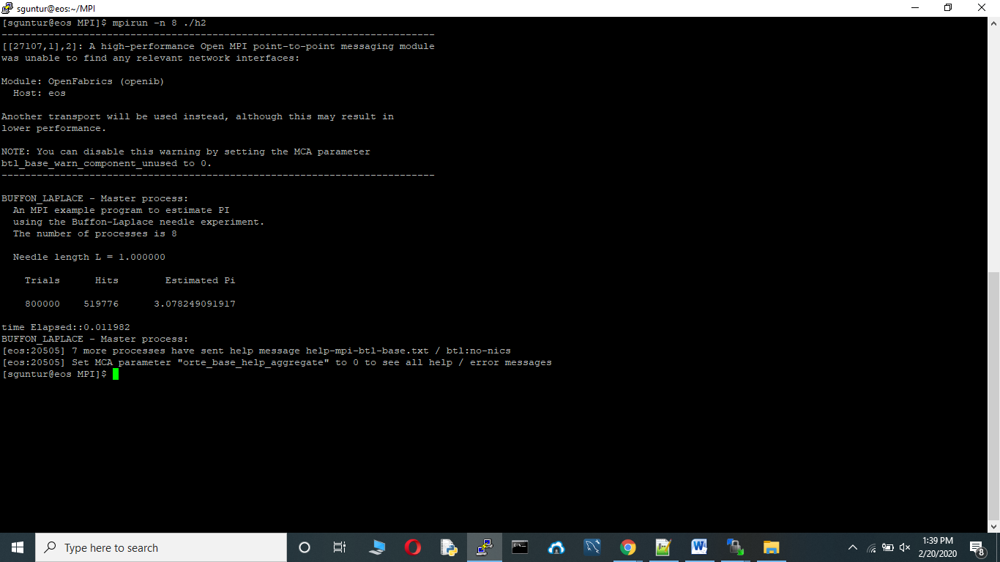 sguntur@eos:~/MPI
[sguntur@eos MPI]$ mpirun -n 8 ./h2
--------------------------------------------------------------------------
[[27107,1],2]: A high-performance Open MPI point-to-point messaging module
was unable to find any relevant network interfaces:
Module: OpenFabrics (openib)
  Host: eos
Another transport will be used instead, although this may result in
lower performance.
NOTE: You can disable this warning by setting the MCA parameter
btl_base_warn_component_unused to 0.
--------------------------------------------------------------------------
BUFFON_LAPLACE - Master process:
  An MPI example program to estimate PI
  using the Buffon-Laplace needle experiment.
  The number of processes is 8
  Needle length L = 1.000000
    Trials      Hits        Estimated Pi
    800000    519776      3.078249091917
time Elapsed::0.011982
BUFFON_LAPLACE - Master process:
[eos:20505] 7 more processes have sent help message help-mpi-btl-base.txt / btl:no-nics
[eos:20505] Set MCA parameter "orte_base_help_aggregate" to 0 to see all help / error messages
[sguntur@eos MPI]$
Type here to search
1:39 PM
2/20/2020
8